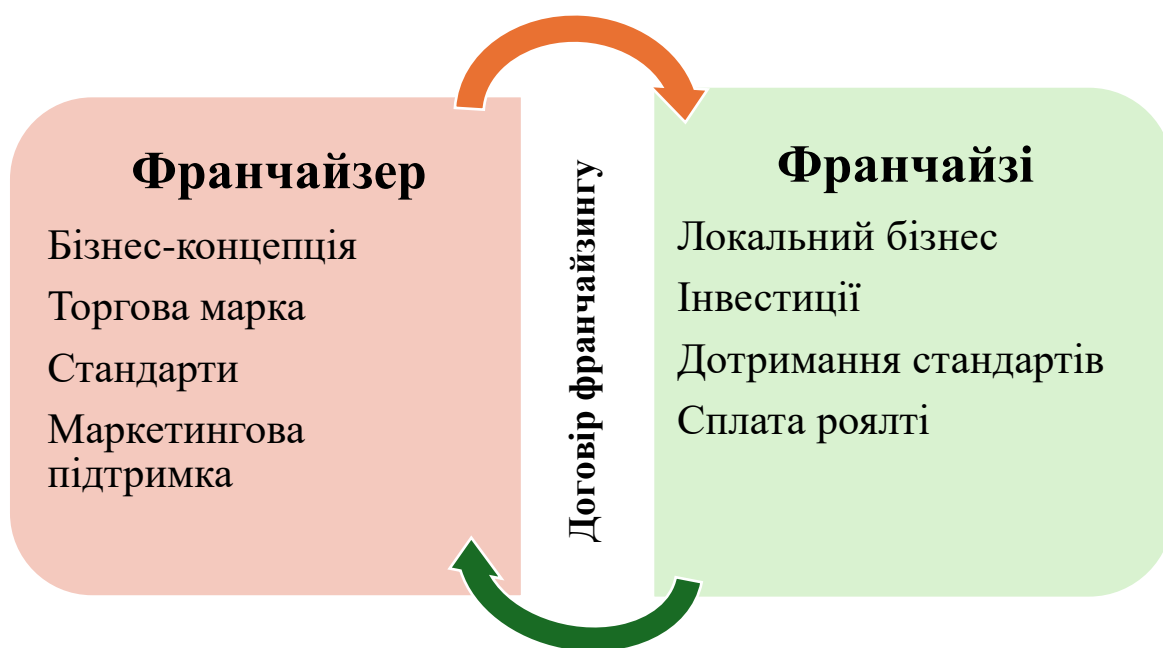 Франчайзер
Бізнес-концепція
Торгова марка
Стандарти
Маркетингова
підтримка
Договір франчайзингу
Франчайзі
Локальний бізнес
Інвестиції
Дотримання стандартів
Сплата роялті